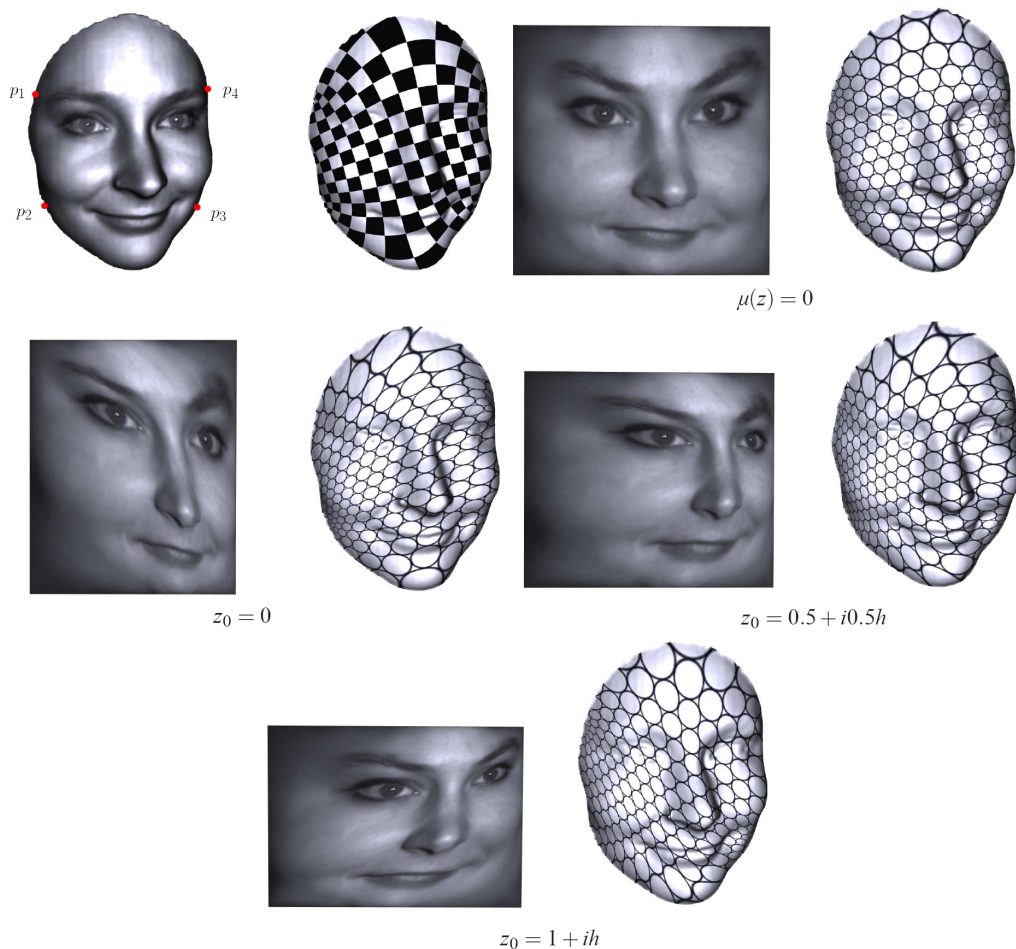 p₁
p₄
p₂
p₃
μ(z) = 0
z₀ = 0
z₀ = 0.5 + i0.5h
z₀ = 1 + ih